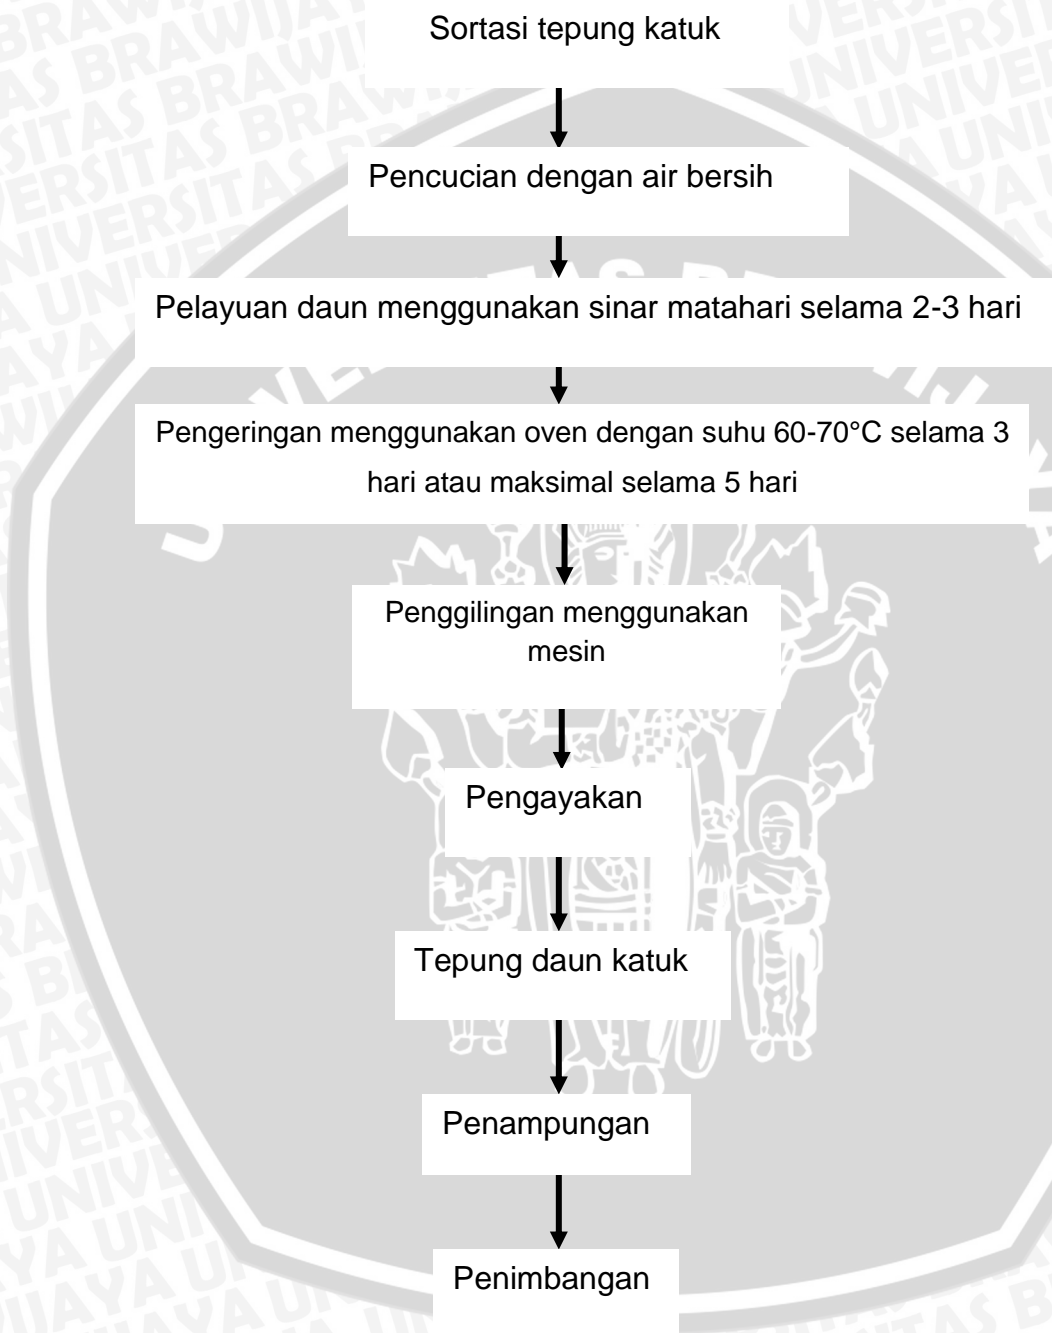 Sortasi tepung katuk
Pencucian dengan air bersih
Pelayuan daun menggunakan sinar matahari selama 2-3 hari
Pengeringan menggunakan oven dengan suhu 60-70°C selama 3
hari atau maksimal selama 5 hari
Penggilingan menggunakan
mesin
Pengayakan
Tepung daun katuk
Penampungan
Penimbangan